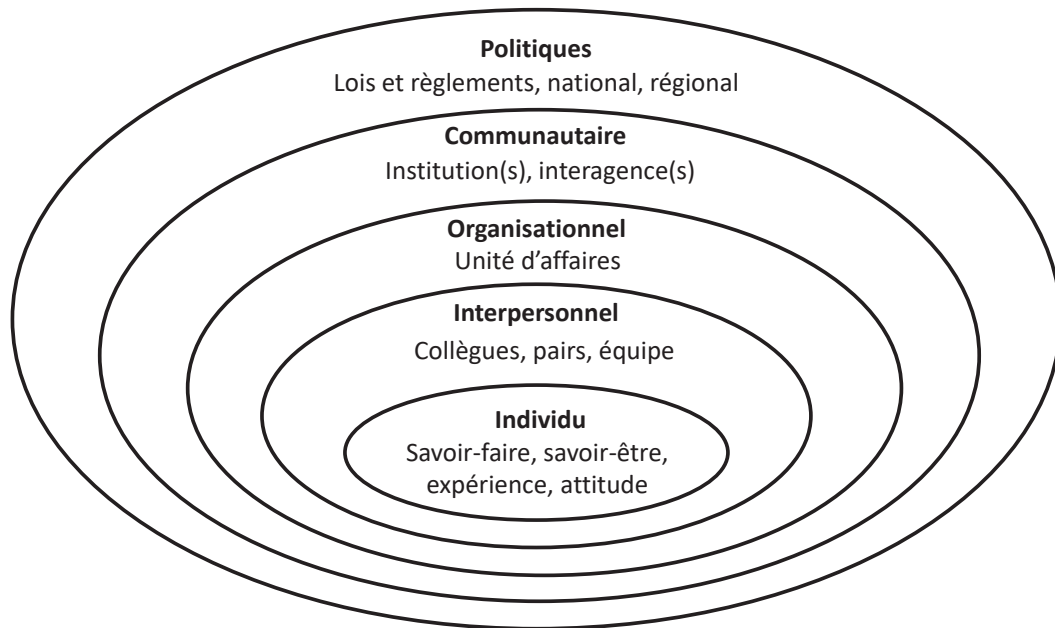 Politiques
Lois et règlements, national, régional
Communautaire
Institution(s), interagence(s)
Organisationnel
Unité d’affaires
Interpersonnel
Collègues, pairs, équipe
Individu
Savoir-faire, savoir-être,
expérience, attitude